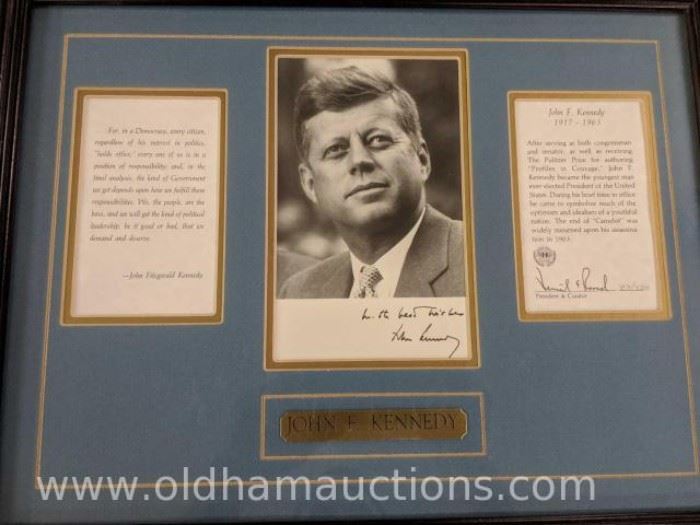 ... For, in a Democracy, every citizen,
regardless of his interest in politics,
"holds office;" every one of us is in a
position of responsibility; and, in the
final analysis, the kind of Government
we get depends upon how we fulfill those
responsibilities. We, the people, are the
boss, and we will get the kind of political
leadership, be it good or bad, that we
demand and deserve.
—John Fitzgerald Kennedy
with best wishes
John Kennedy
JOHN F. KENNEDY
John F. Kennedy
1917 - 1963
After serving as both congressman
and senator, as well as receiving
The Pulitzer Prize for authoring
"Profiles in Courage," John F.
Kennedy became the youngest man
ever elected President of the United
States. During his brief time in office
he came to symbolize much of the
optimism and idealism of a youthful
nation. The end of "Camelot" was
widely mourned upon his assassina-
tion in 1963.
President & Curator
www.oldhamauctions.com